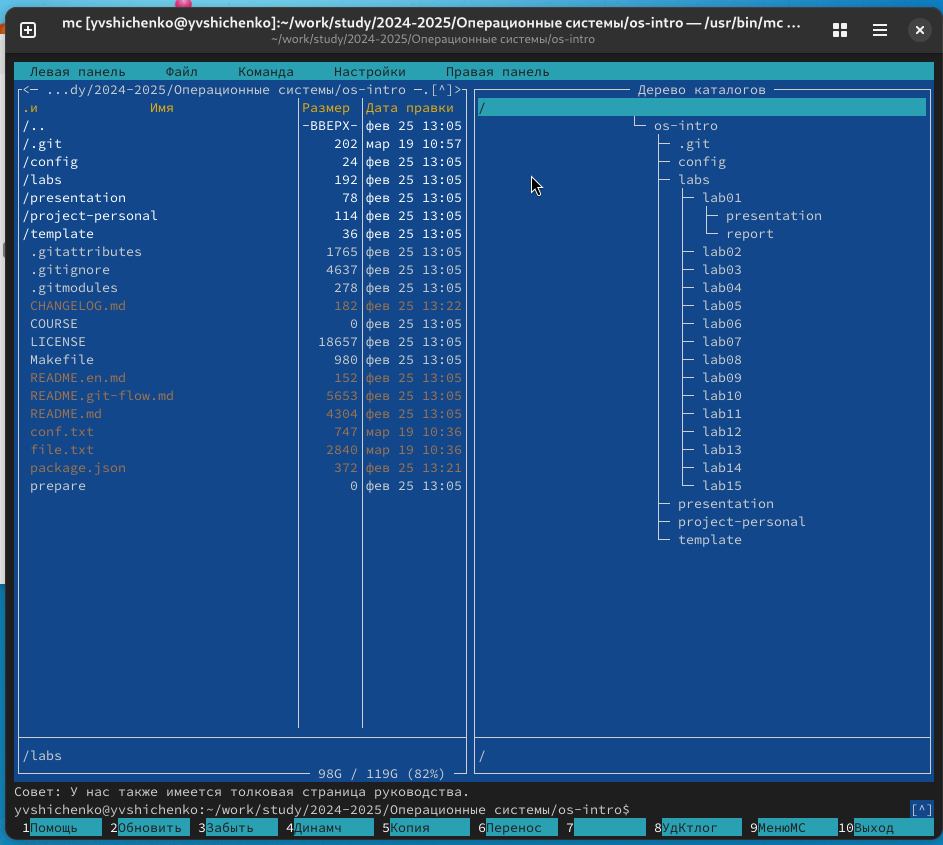 mc [yvshichenko@yvshichenko]:~/work/study/2024-2025/Операционные системы/os-intro — /usr/bin/mc ...
~/work/study/2024-2025/Операционные системы/os-intro
Левая панель Файл Команда Настройки Правая панель
<— ...dy/2024-2025/Операционные системы/os-intro —.[^]>
.и Имя Размер Дата правки
/.. -ВВЕРХ- фев 25 13:05
/.git 202 мар 19 10:57
/config 24 фев 25 13:05
/labs 192 фев 25 13:05
/presentation 78 фев 25 13:05
/project-personal 114 фев 25 13:05
/template 36 фев 25 13:05
.gitattributes 1765 фев 25 13:05
.gitignore 4637 фев 25 13:05
.gitmodules 278 фев 25 13:05
CHANGELOG.md 182 фев 25 13:22
COURSE 0 фев 25 13:05
LICENSE 18657 фев 25 13:05
Makefile 980 фев 25 13:05
README.en.md 152 фев 25 13:05
README.git-flow.md 5653 фев 25 13:05
README.md 4304 фев 25 13:05
conf.txt 747 мар 19 10:36
file.txt 2840 мар 19 10:36
package.json 372 фев 25 13:21
prepare 0 фев 25 13:05
/labs
98G / 119G (82%)
Дерево каталогов
/
os-intro
.git
config
labs
lab01
presentation
report
lab02
lab03
lab04
lab05
lab06
lab07
lab08
lab09
lab10
lab11
lab12
lab13
lab14
lab15
presentation
project-personal
template
/
Совет: У нас также имеется толковая страница руководства.
yvshichenko@yvshichenko:~/work/study/2024-2025/Операционные системы/os-intro$ [^]
1Помощь 2Обновить 3Забыть 4Динамч 5Копия 6Перенос 7 8УдКтлог 9МенюMC 10Выход